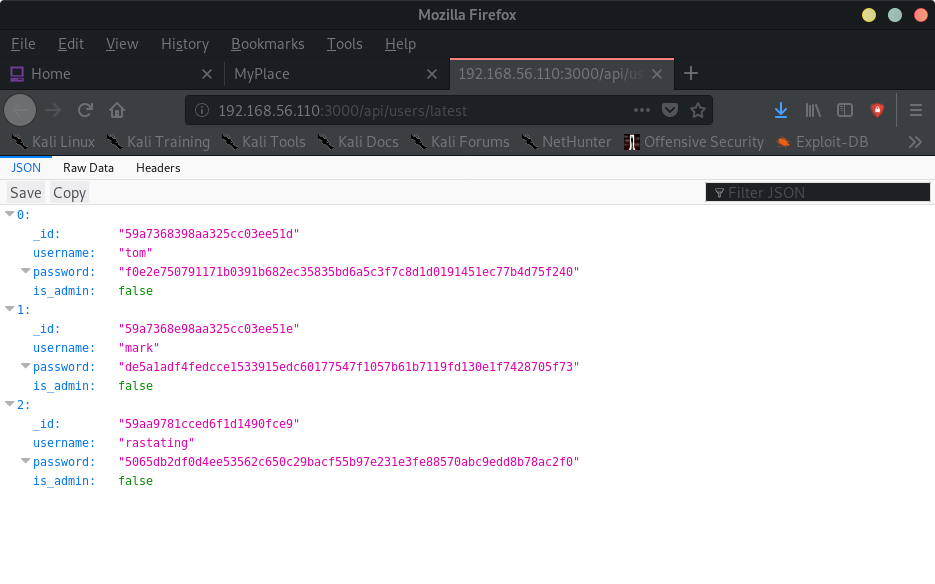 Mozilla Firefox
File Edit View History Bookmarks Tools Help
Home MyPlace 192.168.56.110:3000/api/us
192.168.56.110:3000/api/users/latest
Kali Linux Kali Training Kali Tools Kali Docs Kali Forums NetHunter Offensive Security Exploit-DB
JSON Raw Data Headers
Save Copy Filter JSON
0:
_id: "59a7368398aa325cc03ee51d"
username: "tom"
password: "f0e2e750791171b0391b682ec35835bd6a5c3f7c8d1d0191451ec77b4d75f240"
is_admin: false
1:
_id: "59a7368e98aa325cc03ee51e"
username: "mark"
password: "de5a1adf4fedcce1533915edc60177547f1057b61b7119fd130e1f7428705f73"
is_admin: false
2:
_id: "59aa9781cced6f1d1490fce9"
username: "rastating"
password: "5065db2df0d4ee53562c650c29bacf55b97e231e3fe88570abc9edd8b78ac2f0"
is_admin: false